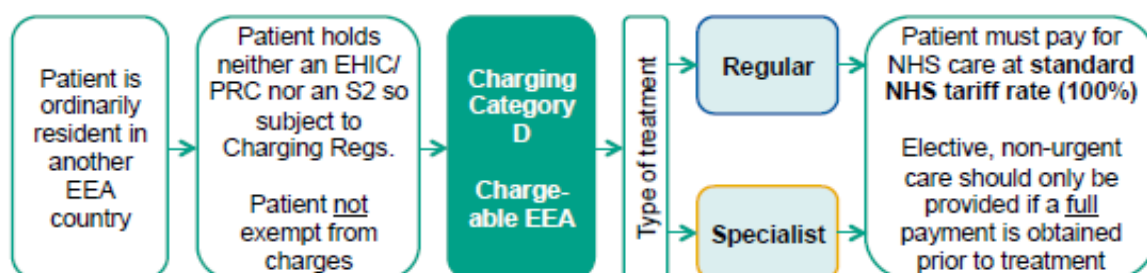 Patient is
ordinarily
resident in
another
EEA
country
Patient holds
neither an EHIC/
PRC nor an S2 so
subject to
Charging Regs.
Patient not
exempt from
charges
Charging
Category
D
Charge-
able EEA
Type of treatment
Regular
Specialist
Patient must pay for
NHS care at standard
NHS tariff rate (100%)
Elective, non-urgent
care should only be
provided if a full
payment is obtained
prior to treatment